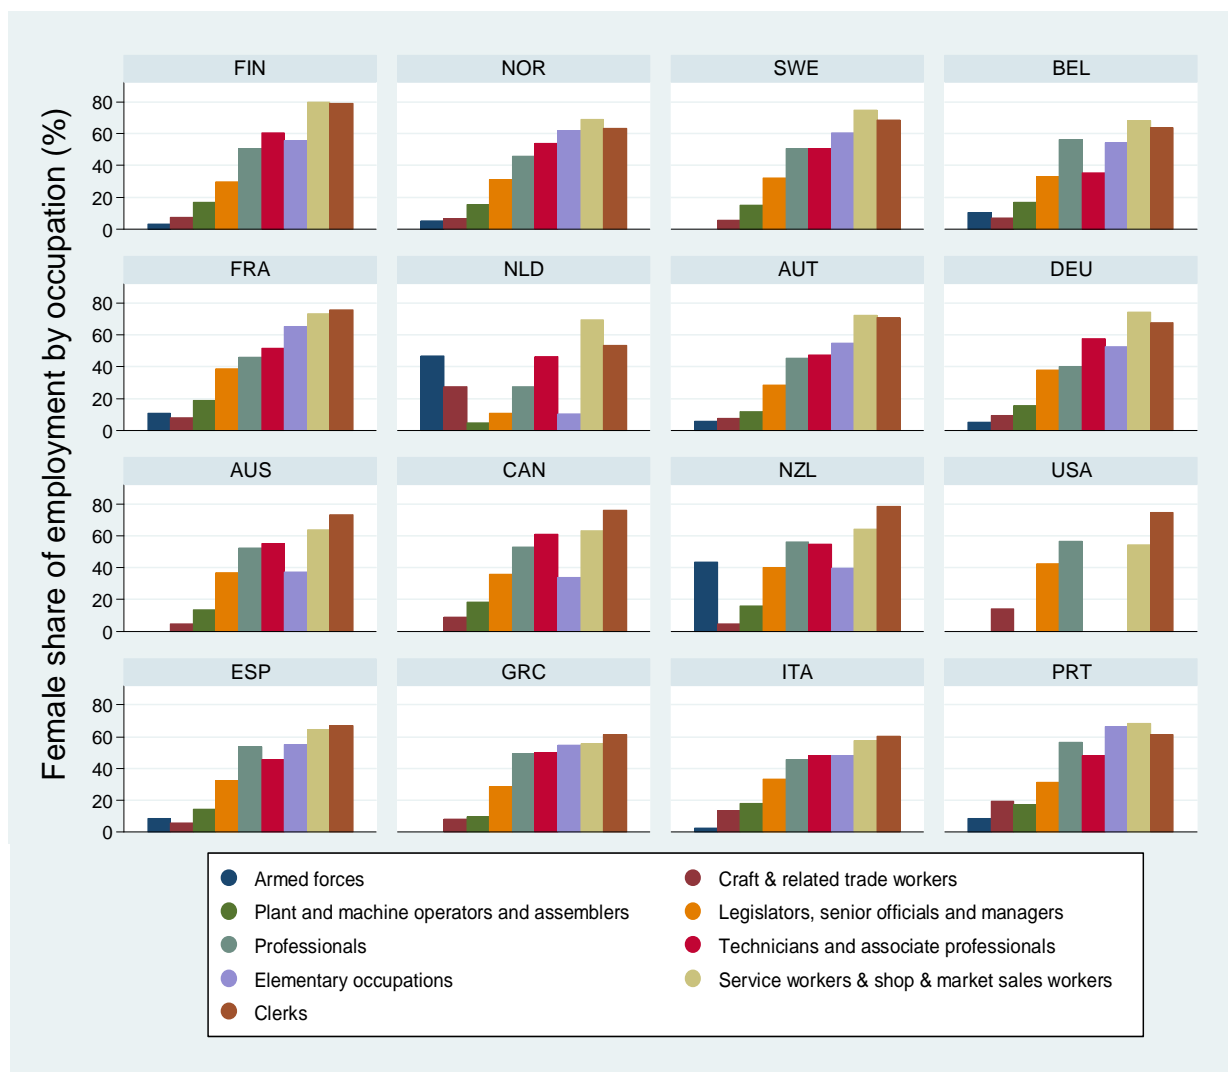 Female share of employment by occupation (%)
FIN NOR SWE BEL
80
60
40
20
0
FRA NLD AUT DEU
80
60
40
20
0
AUS CAN NZL USA
80
60
40
20
0
ESP GRC ITA PRT
80
60
40
20
0
Armed forces Craft & related trade workers
Plant and machine operators and assemblers Legislators, senior officials and managers
Professionals Technicians and associate professionals
Elementary occupations Service workers & shop & market sales workers
Clerks